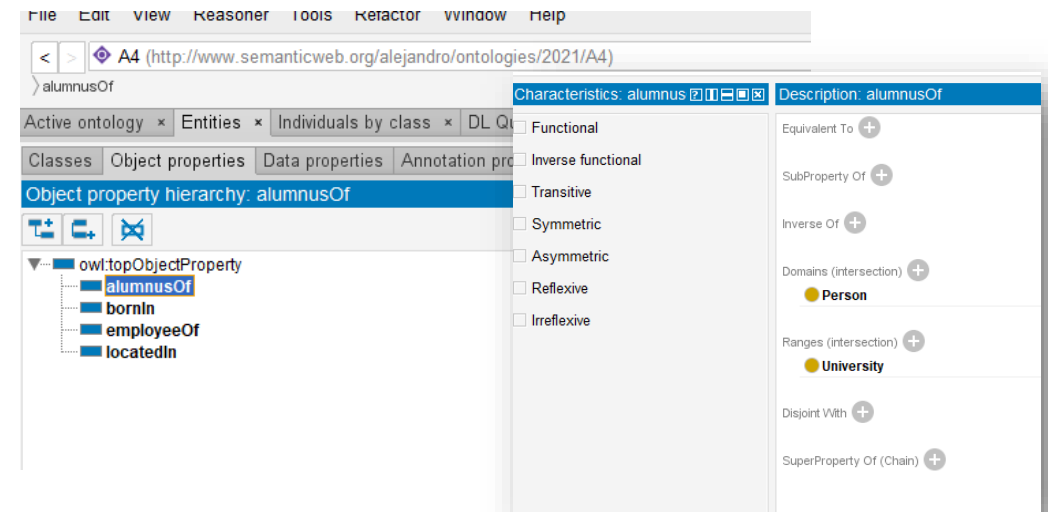 File Edit View Reasoner Tools Refactor Window Help
< > A4 (http://www.semanticweb.org/alejandro/ontologies/2021/A4)
alumnusOf
Active ontology × Entities × Individuals by class × DL Qu
Classes Object properties Data properties Annotation pro
Object property hierarchy: alumnusOf
owl:topObjectProperty
alumnusOf
bornIn
employeeOf
locatedIn
Characteristics: alumnus
Functional
Inverse functional
Transitive
Symmetric
Asymmetric
Reflexive
Irreflexive
Description: alumnusOf
Equivalent To
SubProperty Of
Inverse Of
Domains (intersection)
Person
Ranges (intersection)
University
Disjoint With
SuperProperty Of (Chain)